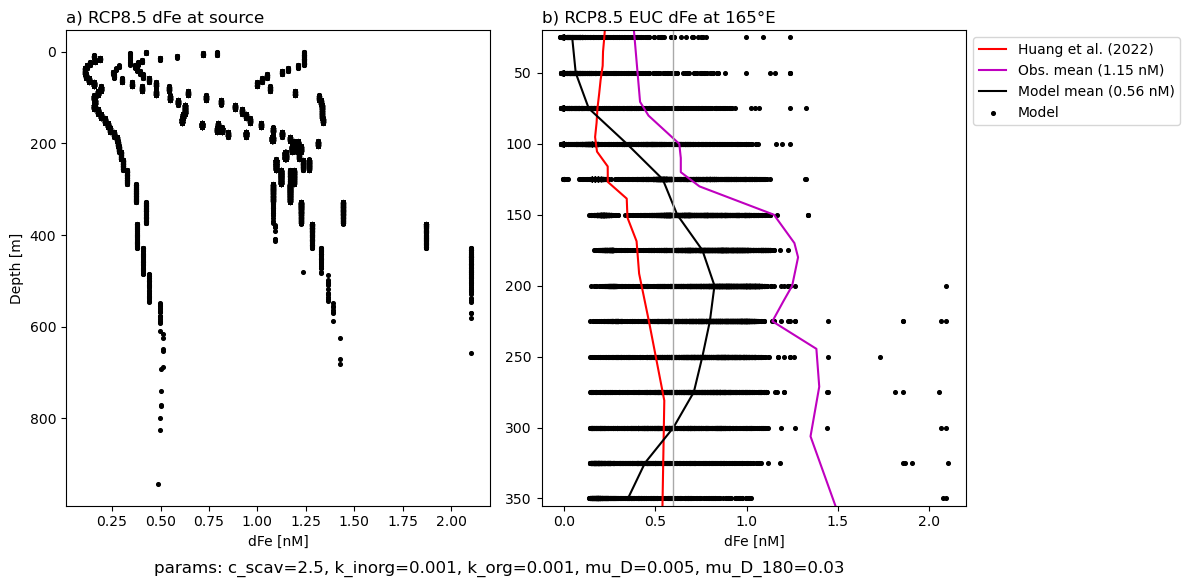 a) RCP8.5 dFe at source
b) RCP8.5 EUC dFe at 165°E
0
200
400
600
800
Depth [m]
0.25
0.50
0.75
1.00
1.25
1.50
1.75
2.00
dFe [nM]
50
100
150
200
250
300
350
0.0
0.5
1.0
1.5
2.0
dFe [nM]
Huang et al. (2022)
Obs. mean (1.15 nM)
Model mean (0.56 nM)
Model
params: c_scav=2.5, k_inorg=0.001, k_org=0.001, mu_D=0.005, mu_D_180=0.03